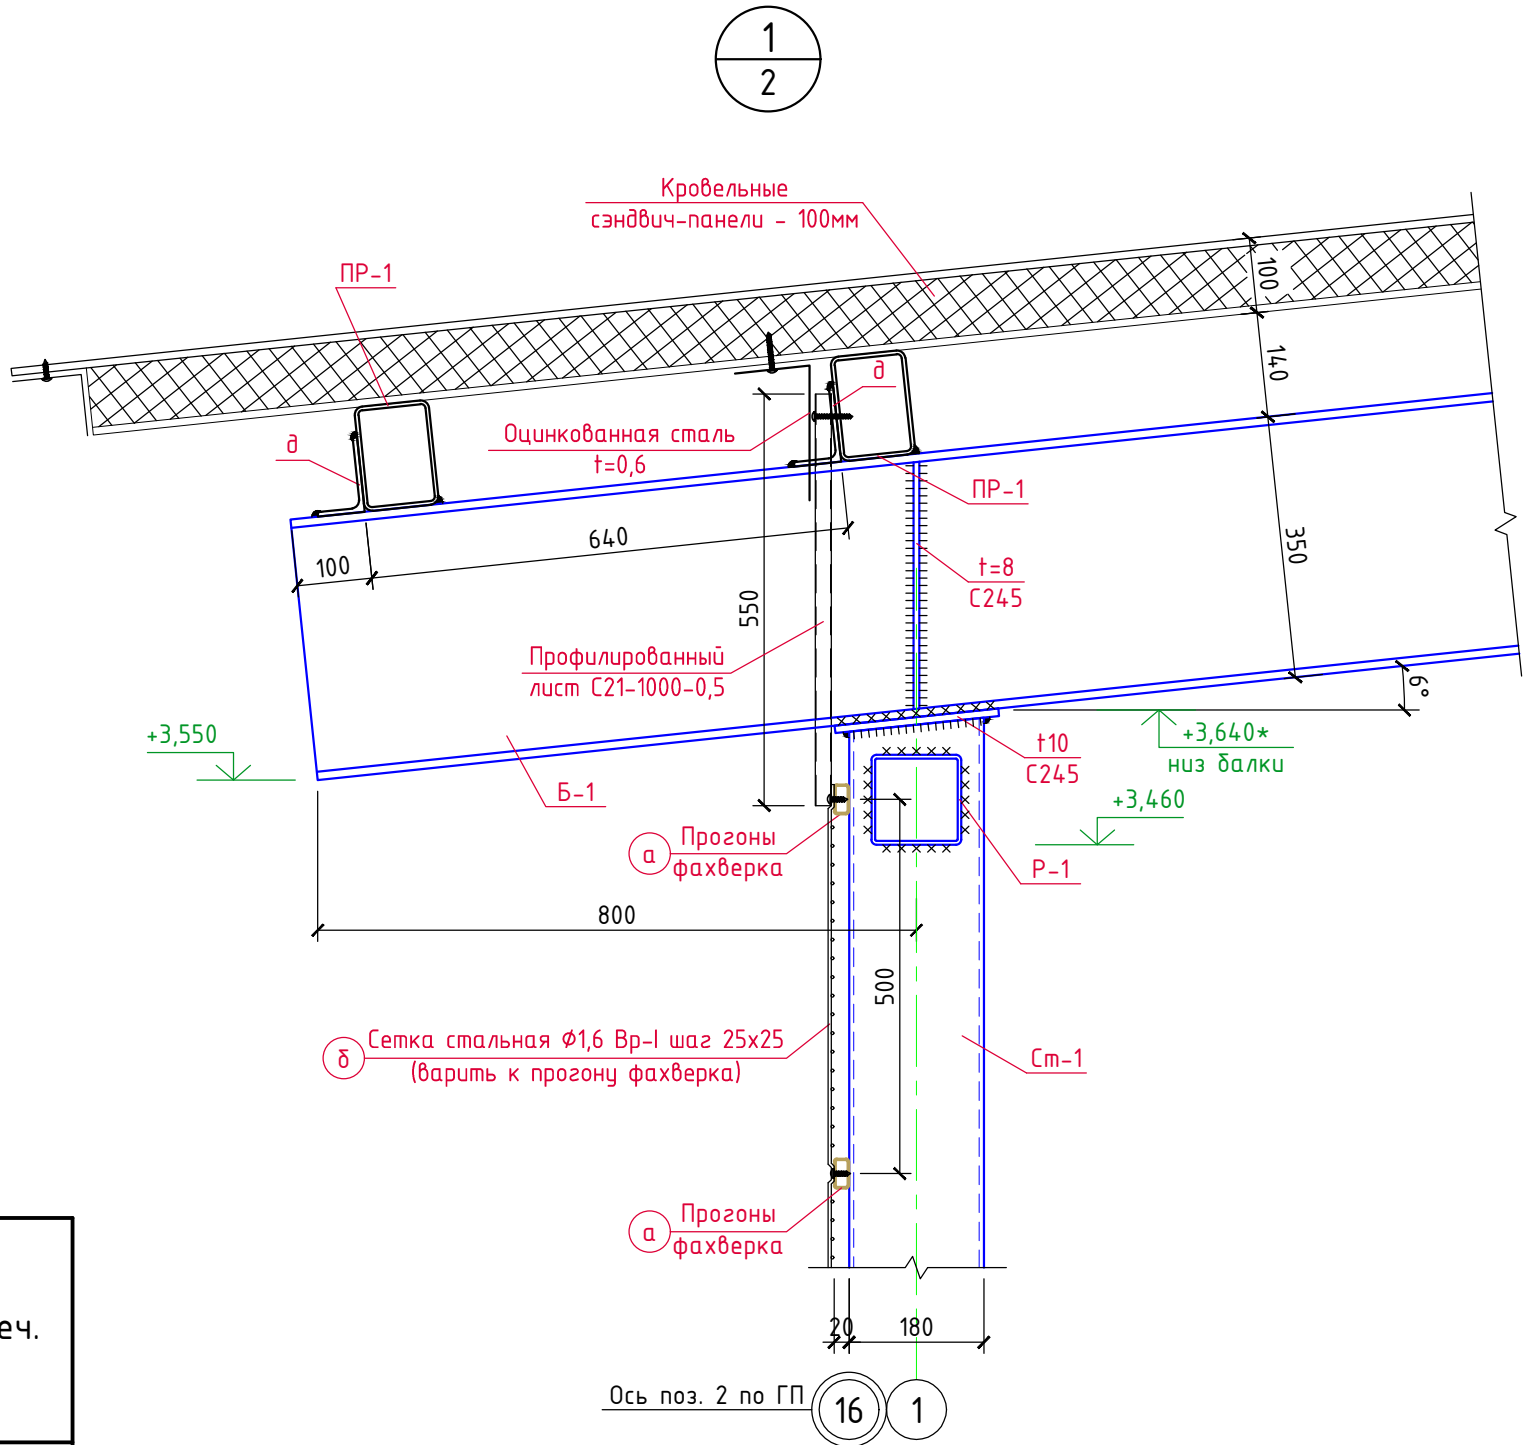 1
2
Кровельные
сэндвич-панели - 100мм
ПР-1
100
140
д
д
Оцинкованная сталь
t=0,6
ПР-1
640
100
350
550
t=8
С245
Профилированный
лист С21-1000-0,5
6°
+3,550
+3,640*
низ балки
t10
С245
Б-1
+3,460
а
Прогоны
фахверка
Р-1
800
500
б
Сетка стальная Ø1,6 Вр-I шаг 25х25
(варить к прогону фахверка)
Ст-1
а
Прогоны
фахверка
еч.
20
180
Ось поз. 2 по ГП
16
1